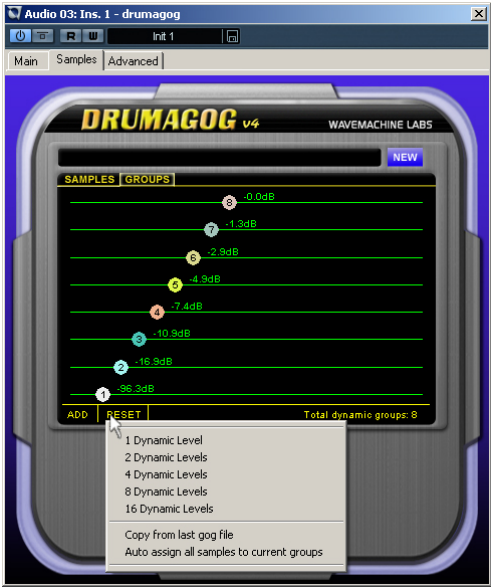 Audio 03: Ins. 1 - drumagog
R W Init 1
Main Samples Advanced
DRUMAGOG v4 WAVEMACHINE LABS
NEW
SAMPLES GROUPS
8 -0.0dB
7 -1.3dB
6 -2.9dB
5 -4.9dB
4 -7.4dB
3 -10.9dB
2 -16.9dB
1 -96.3dB
ADD RESET Total dynamic groups: 8
1 Dynamic Level
2 Dynamic Levels
4 Dynamic Levels
8 Dynamic Levels
16 Dynamic Levels
Copy from last gog file
Auto assign all samples to current groups